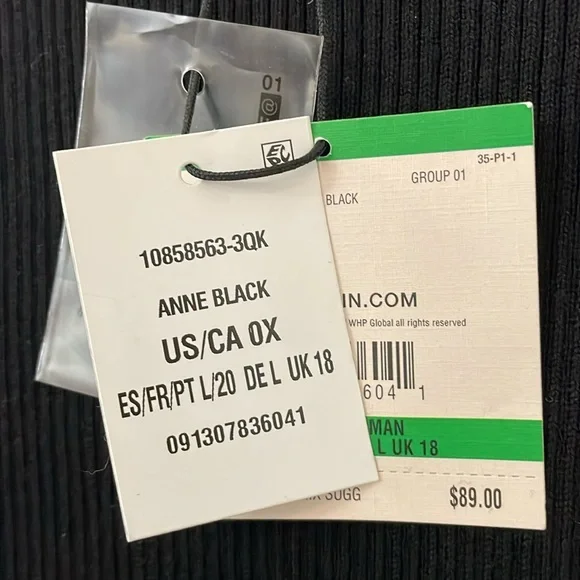 01
EPC
10858563-3QK
ANNE BLACK
US/CA 0X
ES/FR/PT L/20 DE L UK 18
091307836041
35-P1-1
GROUP 01
BLACK
IN.COM
WHP Global all rights reserved
604 1
MAN
L UK 18
SUGG
$89.00